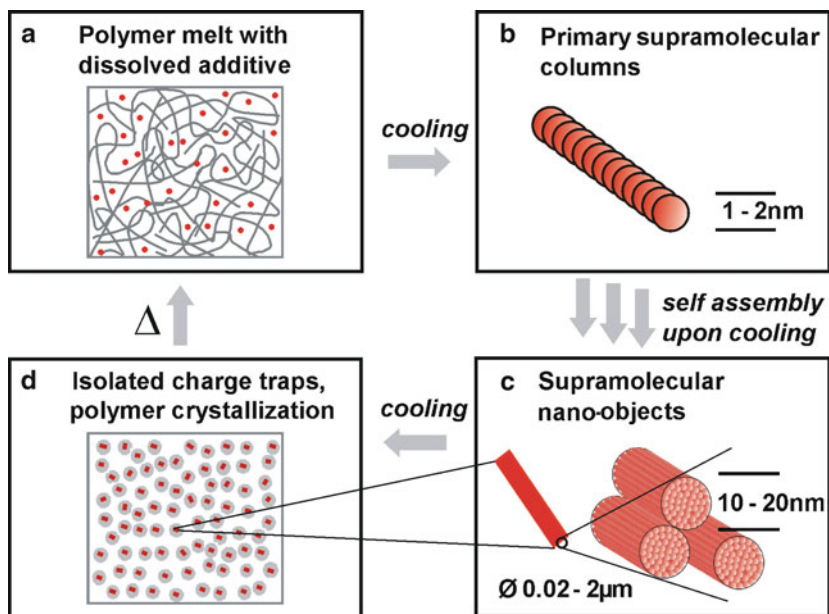 a Polymer melt with
dissolved additive
cooling
b Primary supramolecular
columns
1 - 2nm
Δ
self assembly
upon cooling
d Isolated charge traps,
polymer crystallization
cooling
c Supramolecular
nano-objects
10 - 20nm
Ø 0.02 - 2µm